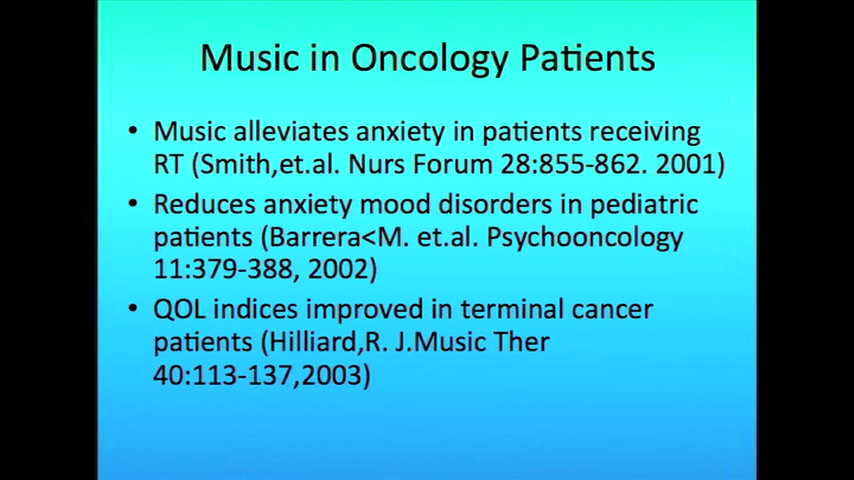 Music in Oncology Patients
• Music alleviates anxiety in patients receiving
RT (Smith,et.al. Nurs Forum 28:855-862. 2001)
• Reduces anxiety mood disorders in pediatric
patients (Barrera<M. et.al. Psychooncology
11:379-388, 2002)
• QOL indices improved in terminal cancer
patients (Hilliard,R. J.Music Ther
40:113-137,2003)